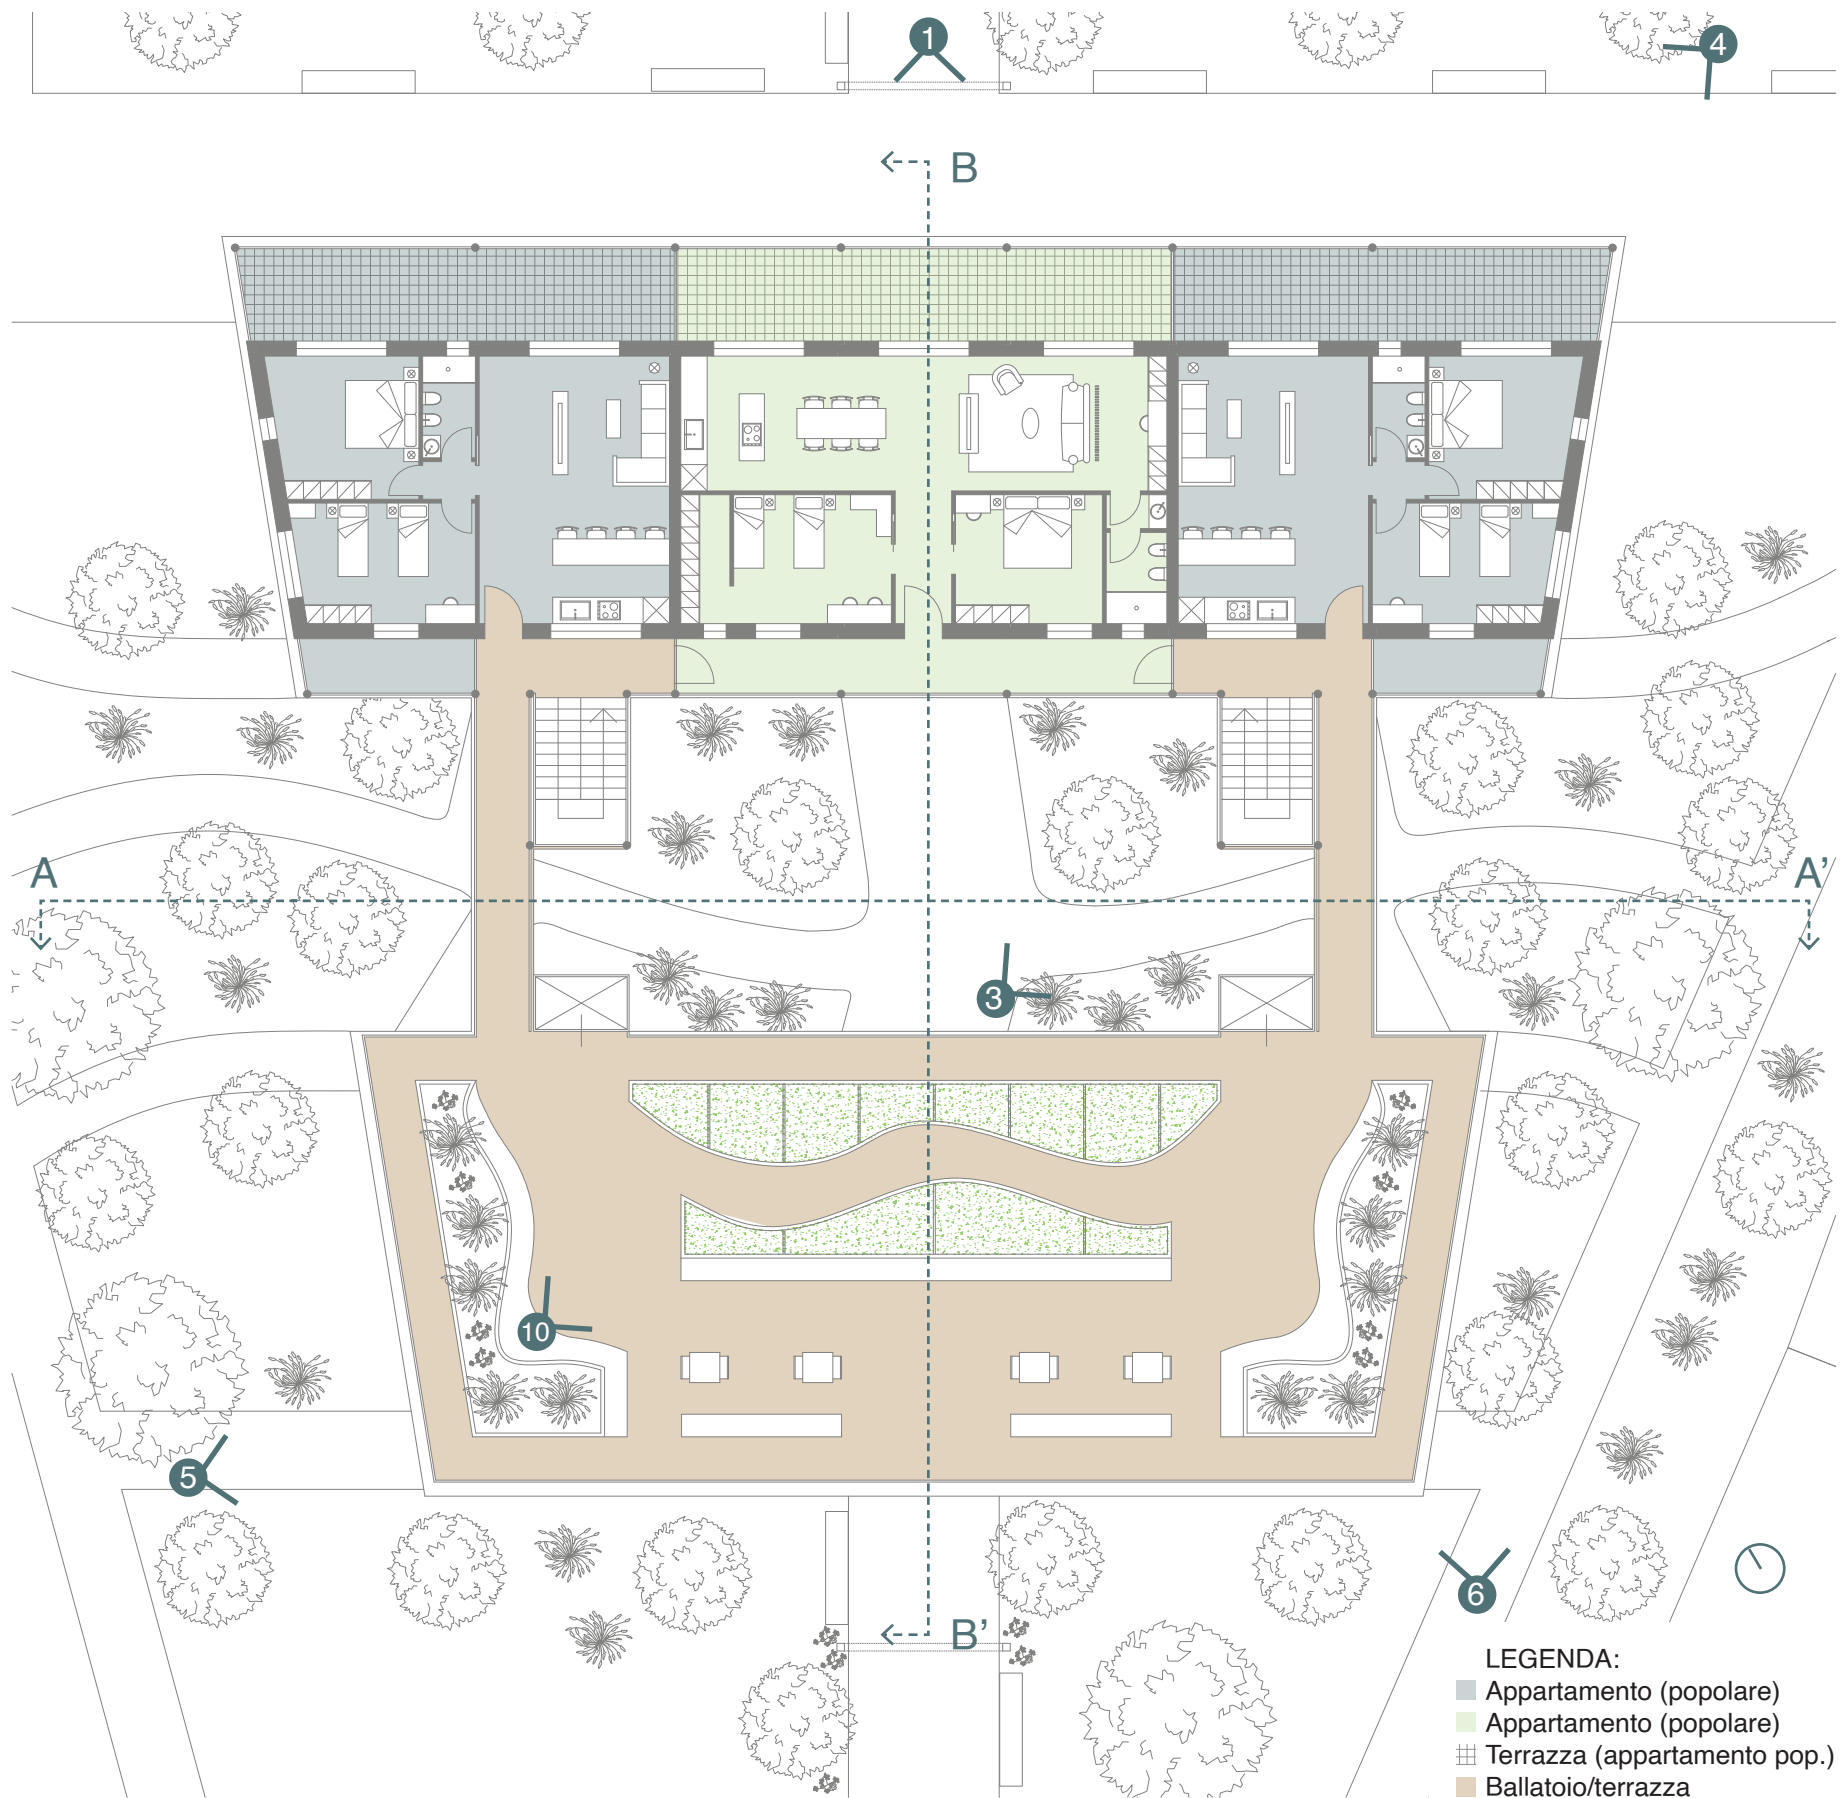 1
4
B
A
A'
3
10
5
6
B'
LEGENDA:
Appartamento (popolare)
Appartamento (popolare)
Terrazza (appartamento pop.)
Ballatoio/terrazza